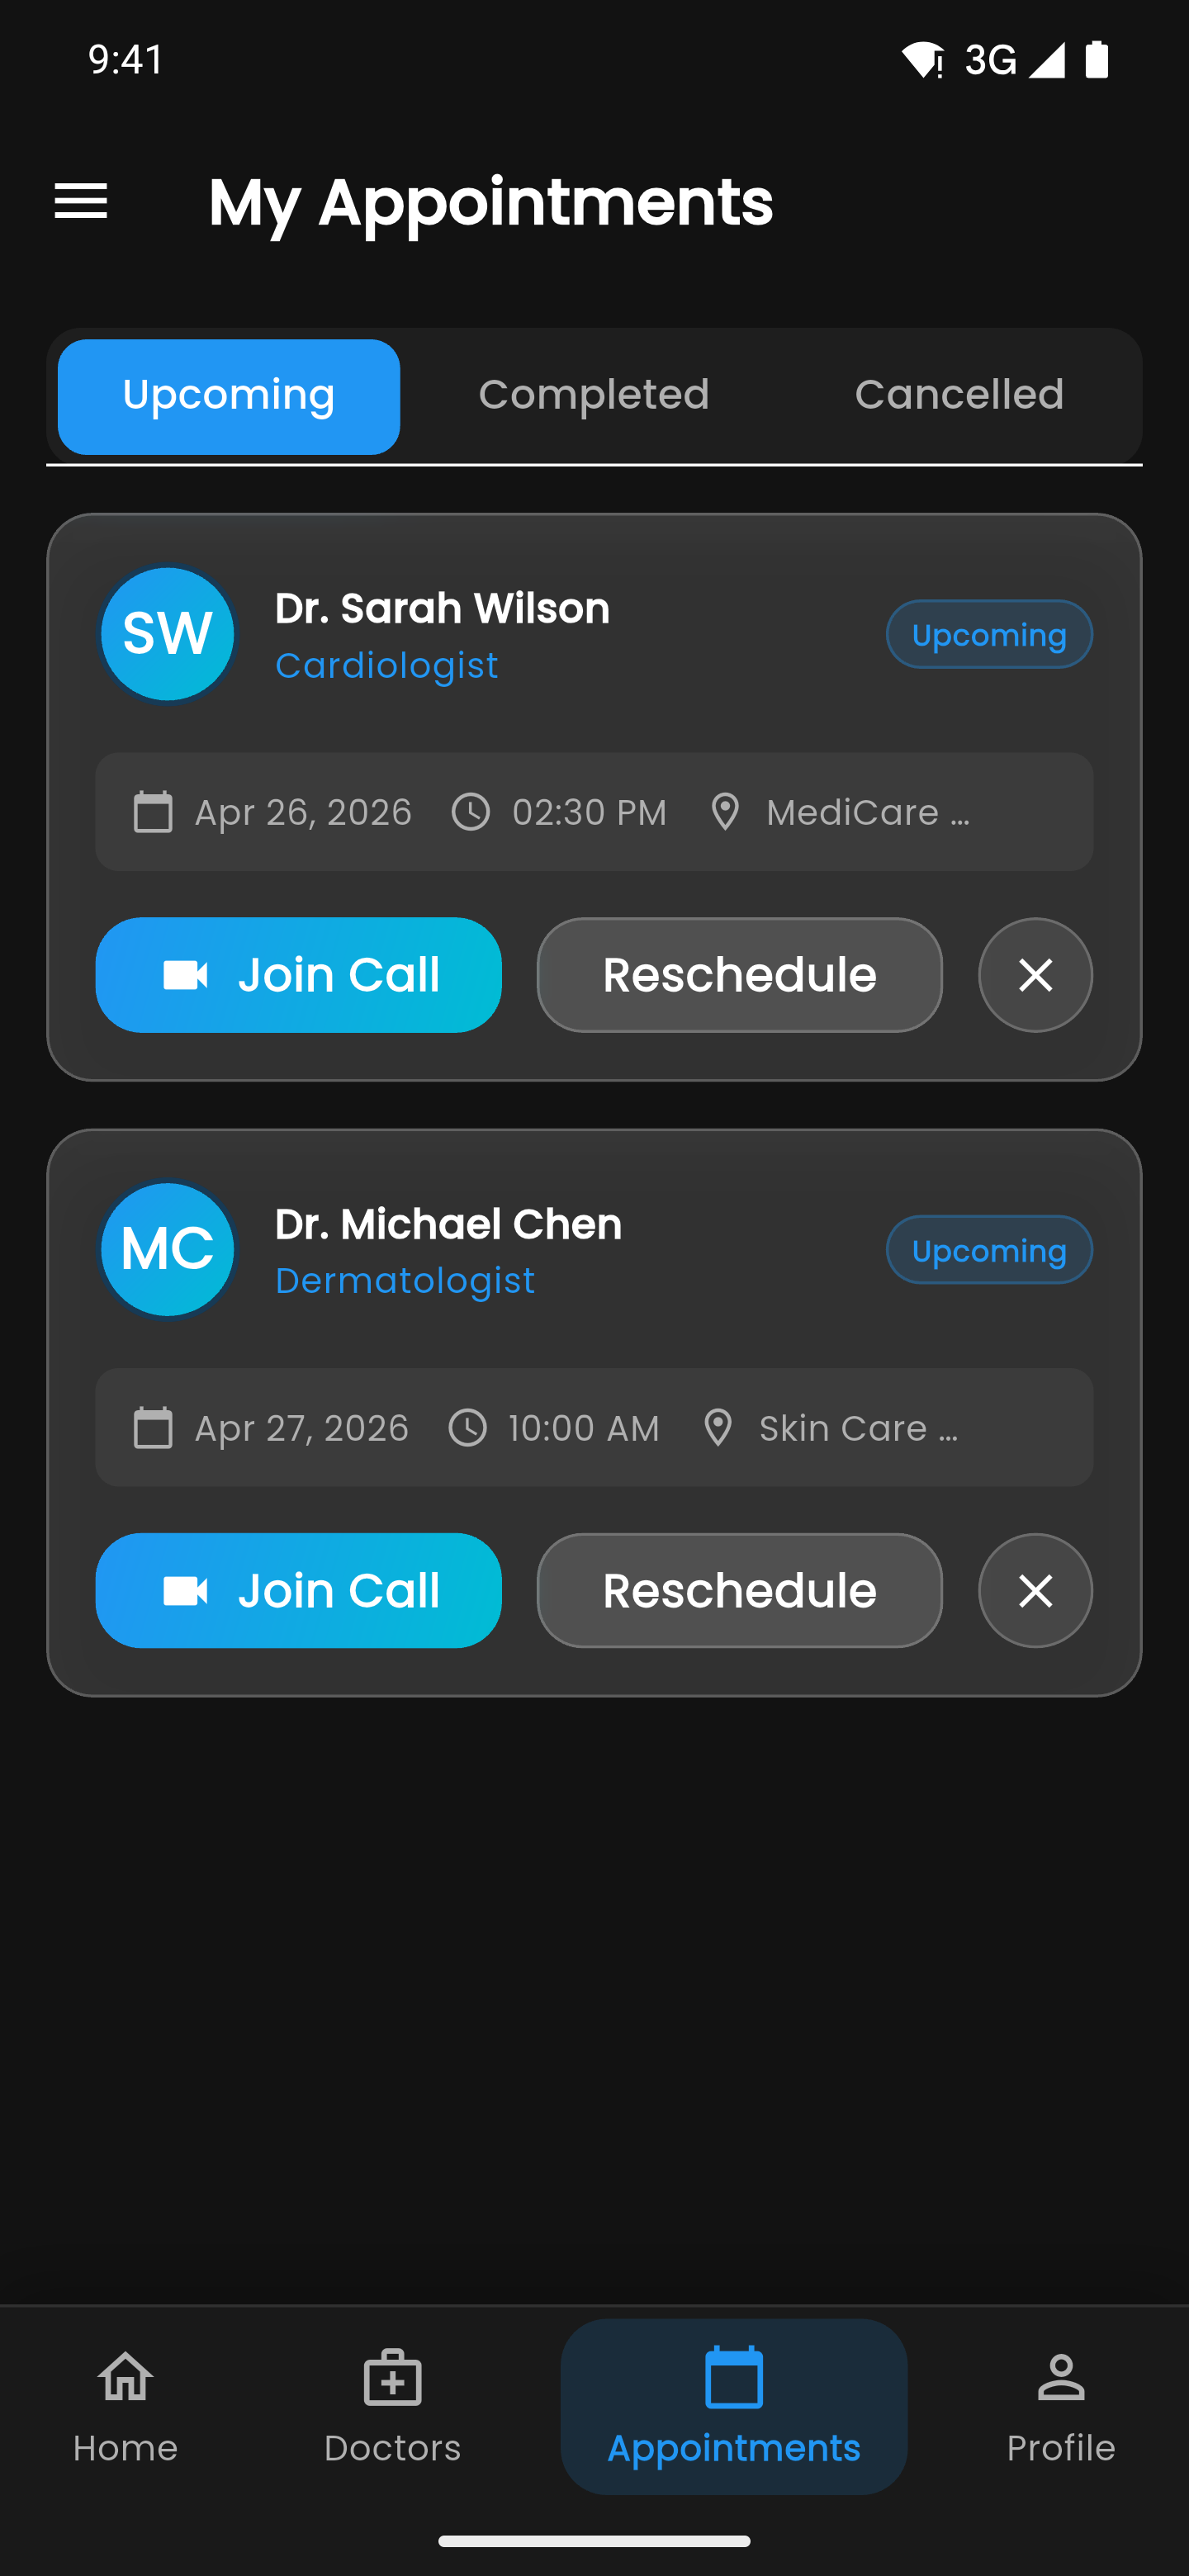 9:41 3G
My Appointments
Upcoming Completed Cancelled
SW Dr. Sarah Wilson Upcoming
Cardiologist
Apr 26, 2026 02:30 PM MediCare ...
Join Call Reschedule
MC Dr. Michael Chen Upcoming
Dermatologist
Apr 27, 2026 10:00 AM Skin Care ...
Join Call Reschedule
Home Doctors Appointments Profile